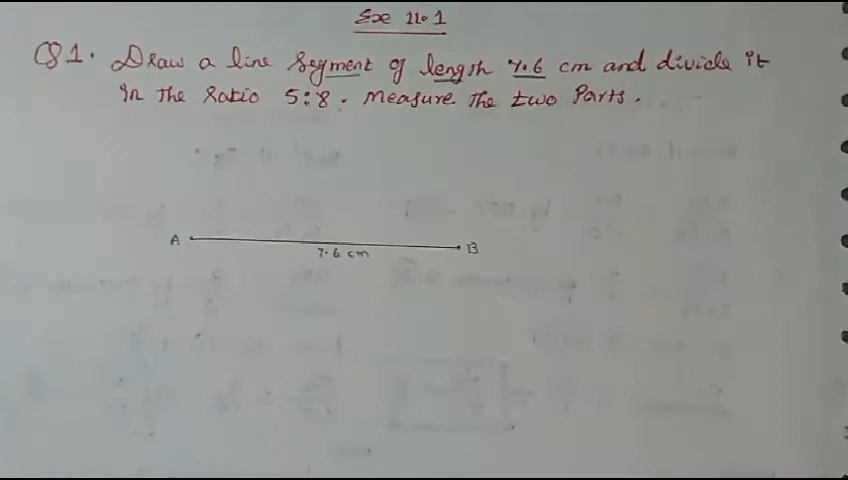 Exe 11.1
Q1. Draw a line Segment of length 7.6 cm and divide it
in the Ratio 5:8. Measure The two Parts.
A
B
7.6 cm